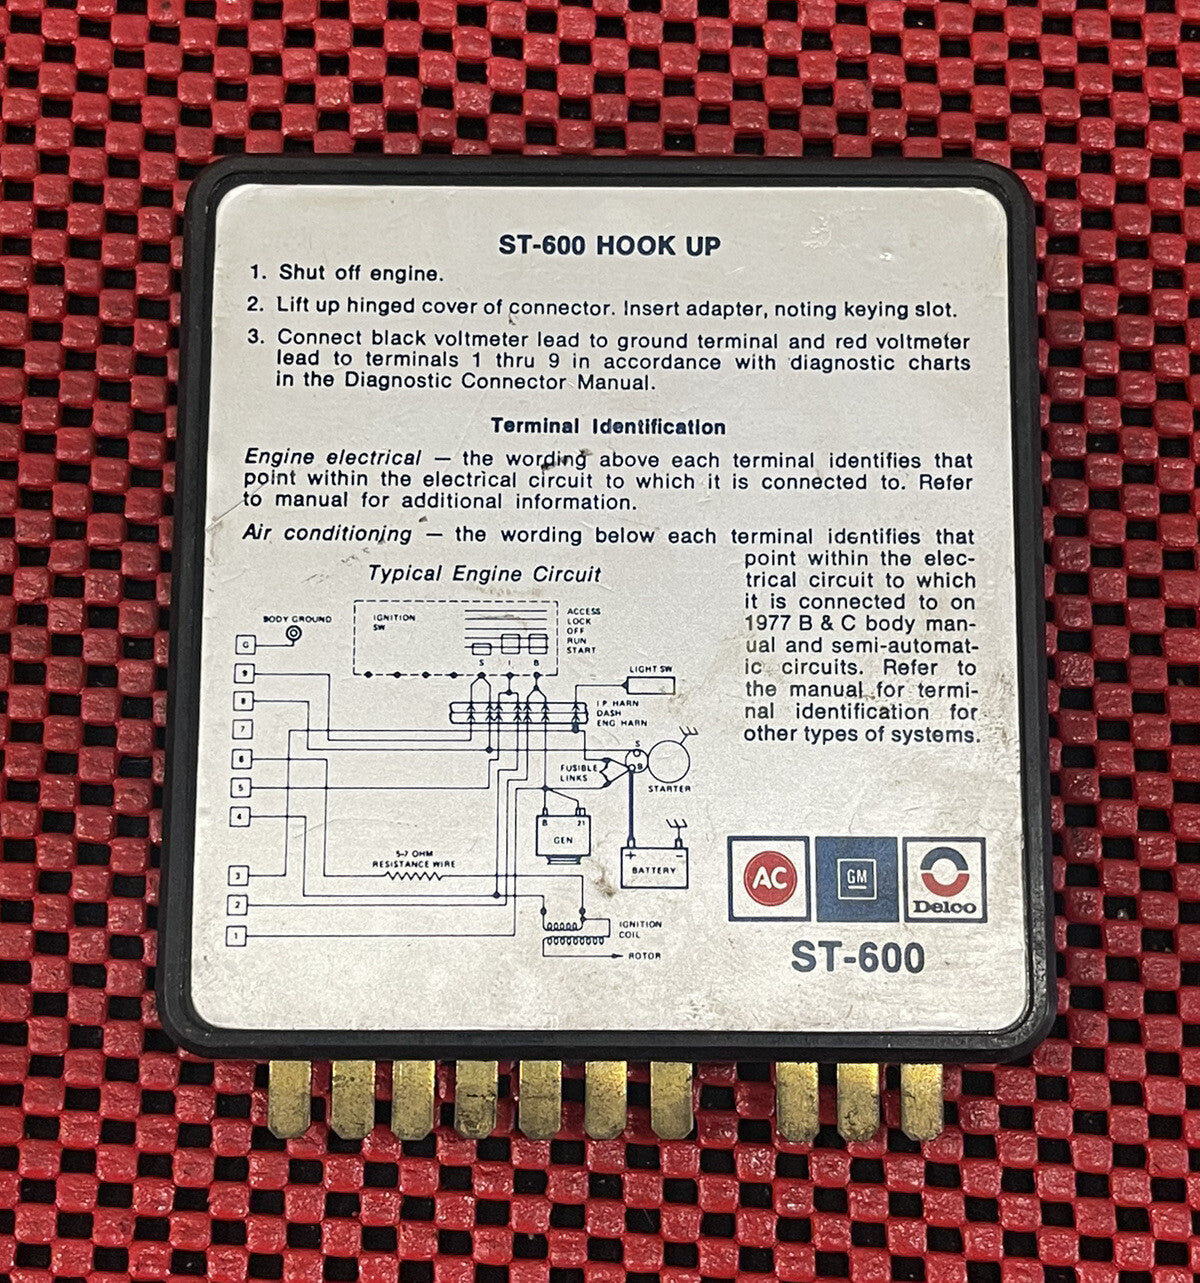 ST-600 HOOK UP
1. Shut off engine.
2. Lift up hinged cover of connector. Insert adapter, noting keying slot.
3. Connect black voltmeter lead to ground terminal and red voltmeter
lead to terminals 1 thru 9 in accordance with diagnostic charts
in the Diagnostic Connector Manual.
Terminal Identification
Engine electrical — the wording above each terminal identifies that
point within the electrical circuit to which it is connected to. Refer
to manual for additional information.
Air conditioning — the wording below each terminal identifies that
point within the elec-
trical circuit to which
it is connected to on
1977 B & C body man-
ual and semi-automat-
ic circuits. Refer to
the manual for termi-
nal identification for
other types of systems.
Typical Engine Circuit
BODY GROUND
IGNITION
SW
ACCESS
LOCK
OFF
RUN
START
S I B
LIGHT SW
I P HARN
DASH
ENG HARN
G
9
8
7
6
5
4
3
2
1
FUSIBLE
LINKS
S
B
STARTER
B 21
GEN
+ −
BATTERY
5-7 OHM
RESISTANCE WIRE
IGNITION
COIL
ROTOR
AC
GM
Delco
ST-600